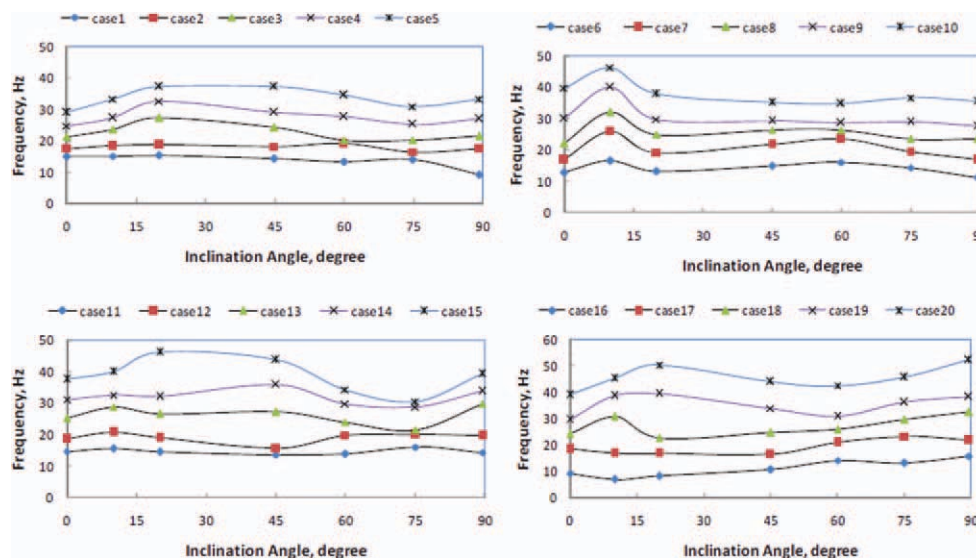 case1 case2 case3 case4 case5
50
40
30
20
10
0
Frequency, Hz
0 15 30 45 60 75 90
Inclination Angle, degree
case6 case7 case8 case9 case10
50
40
30
20
10
0
Frequency, Hz
0 15 30 45 60 75 90
Inclination Angle, degree
case11 case12 case13 case14 case15
50
40
30
20
10
0
Frequency, Hz
0 15 30 45 60 75 90
Inclination Angle, degree
case16 case17 case18 case19 case20
60
50
40
30
20
10
0
Frequency, Hz
0 15 30 45 60 75 90
Inclination Angle, degree